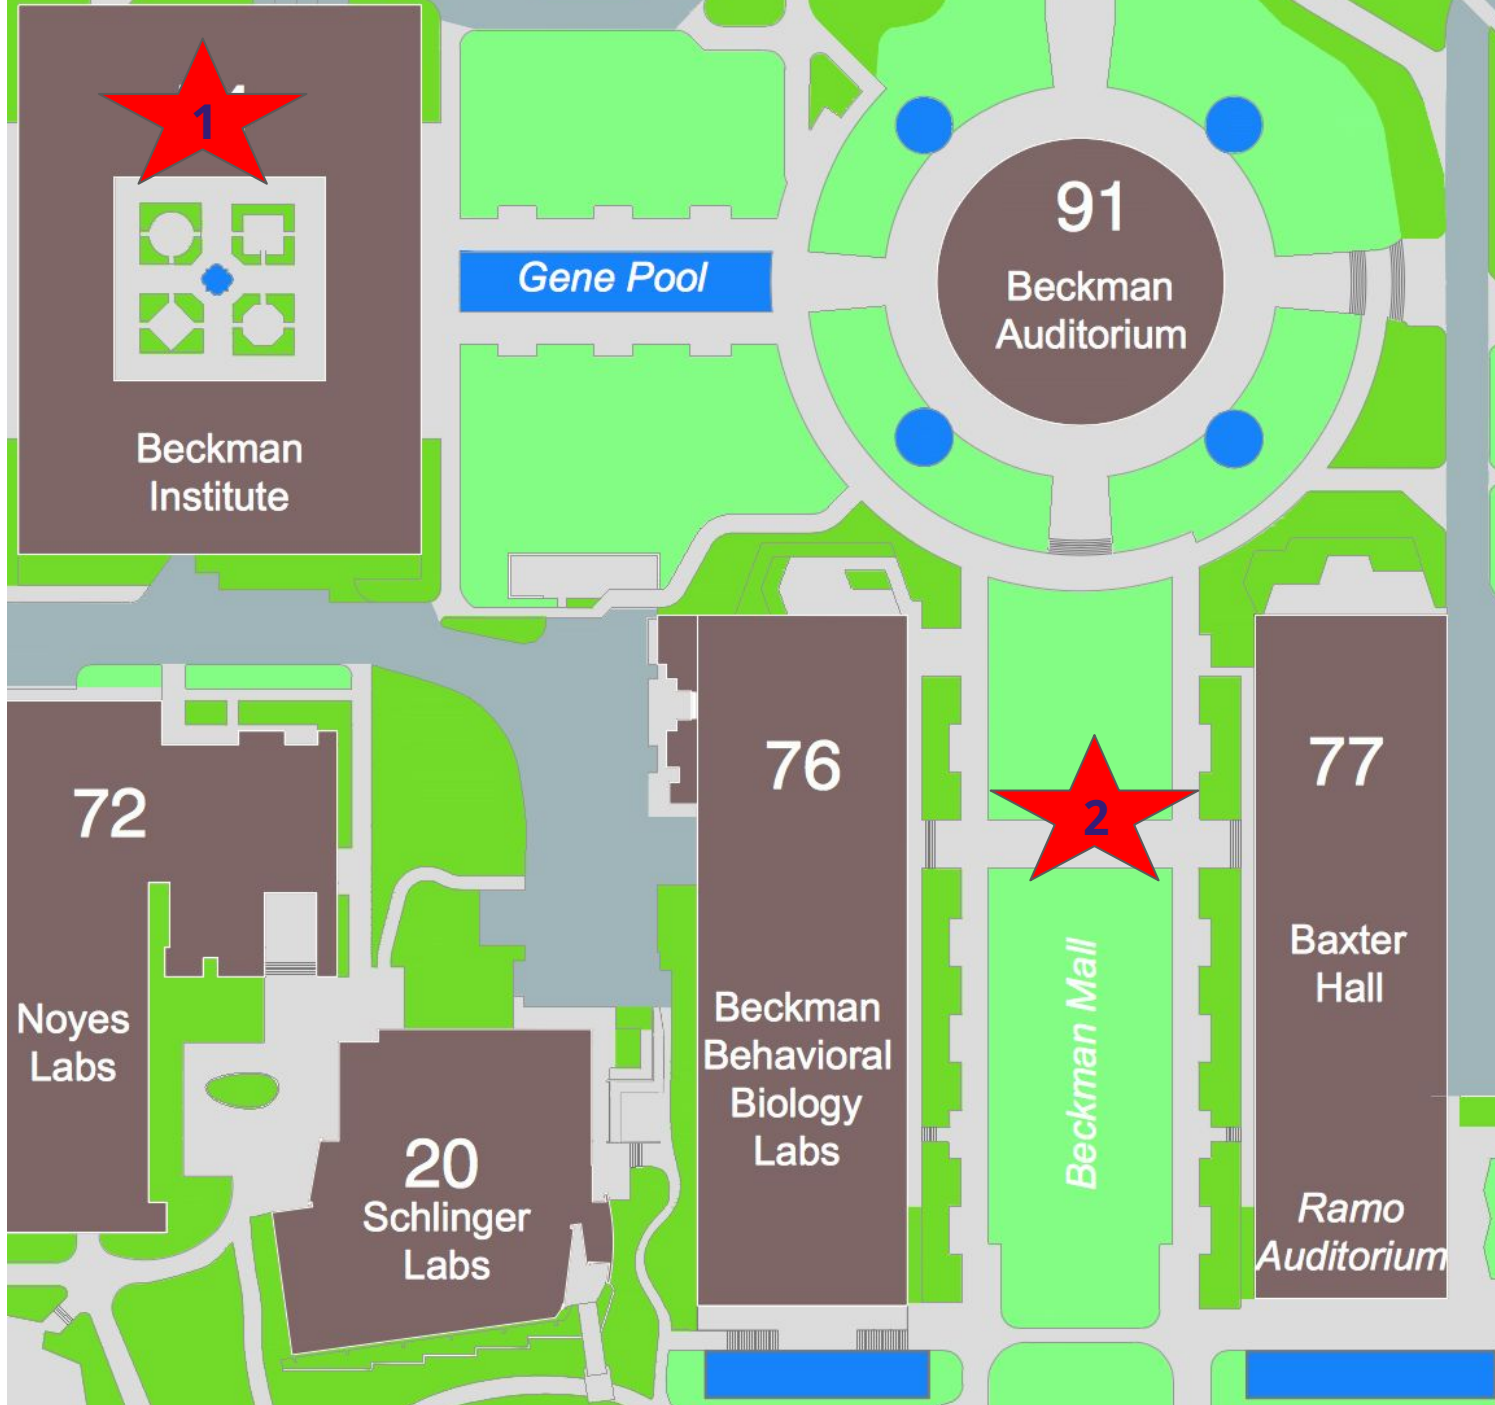 1
Beckman
Institute
Gene Pool
91
Beckman
Auditorium
72
Noyes
Labs
20
Schlinger
Labs
76
Beckman
Behavioral
Biology
Labs
2
Beckman Mall
77
Baxter
Hall
Ramo
Auditorium